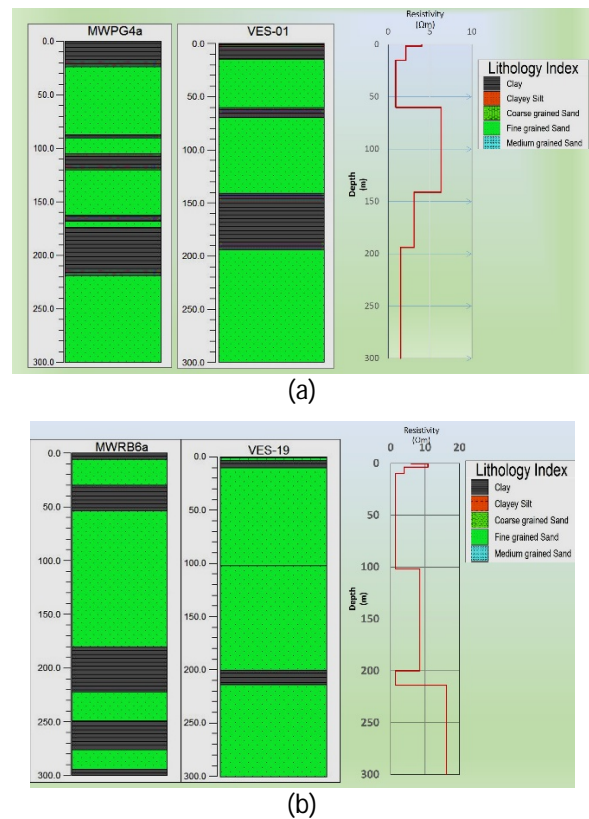 MWPG4a
0.0
50.0
100.0
150.0
200.0
250.0
300.0
VES-01
0.0
50.0
100.0
150.0
200.0
250.0
300.0
Resistivity
(Ωm)
0 5 10
0
50
100
150
200
250
300
Depth
(m)
Lithology Index
Clay
Clayey Silt
Coarse grained Sand
Fine grained Sand
Medium grained Sand
(a)
MWRB6a
0.0
50.0
100.0
150.0
200.0
250.0
300.0
VES-19
0.0
50.0
100.0
150.0
200.0
250.0
300.0
Resistivity
(Ωm)
0 10 20
0
50
100
150
200
250
300
Depth
(m)
Lithology Index
Clay
Clayey Silt
Coarse grained Sand
Fine grained Sand
Medium grained Sand
(b)